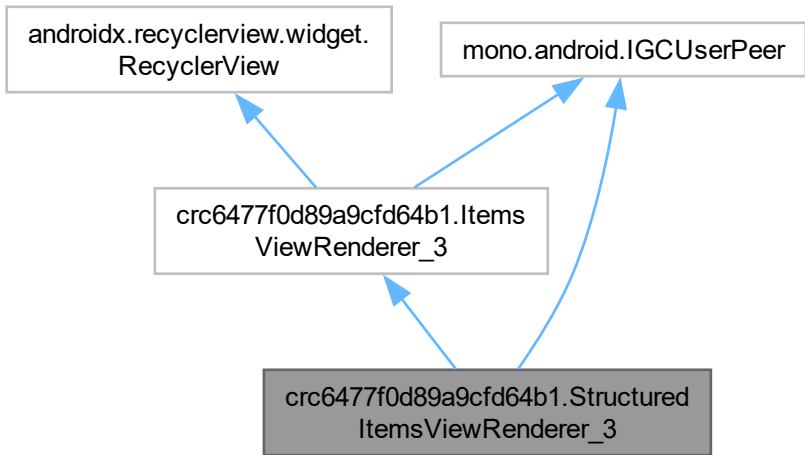 androidx.recyclerview.widget.
RecyclerView
mono.android.IGCUserPeer
crc6477f0d89a9cfd64b1.Items
ViewRenderer_3
crc6477f0d89a9cfd64b1.Structured
ItemsViewRenderer_3